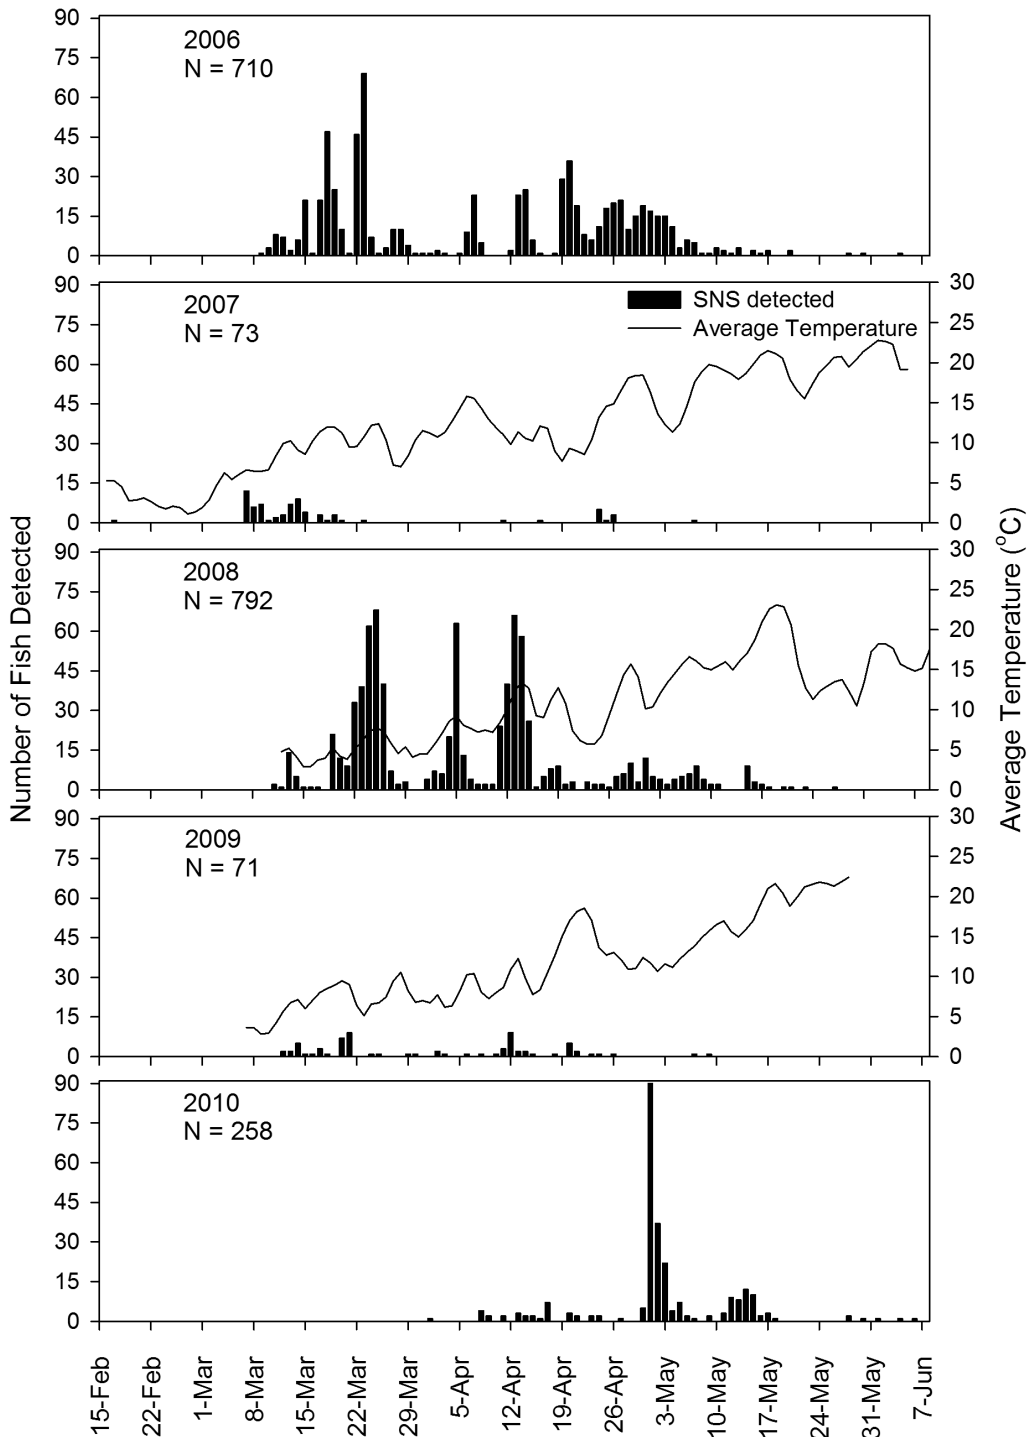 Number of Fish Detected
90
75
60
45
30
15
0
2006
N = 710
90
75
60
45
30
15
0
2007
N = 73
SNS detected
Average Temperature
30
25
20
15
10
5
0
90
75
60
45
30
15
0
2008
N = 792
30
25
20
15
10
5
0
90
75
60
45
30
15
0
2009
N = 71
30
25
20
15
10
5
0
90
75
60
45
30
15
0
2010
N = 258
Average Temperature (°C)
15-Feb
22-Feb
1-Mar
8-Mar
15-Mar
22-Mar
29-Mar
5-Apr
12-Apr
19-Apr
26-Apr
3-May
10-May
17-May
24-May
31-May
7-Jun